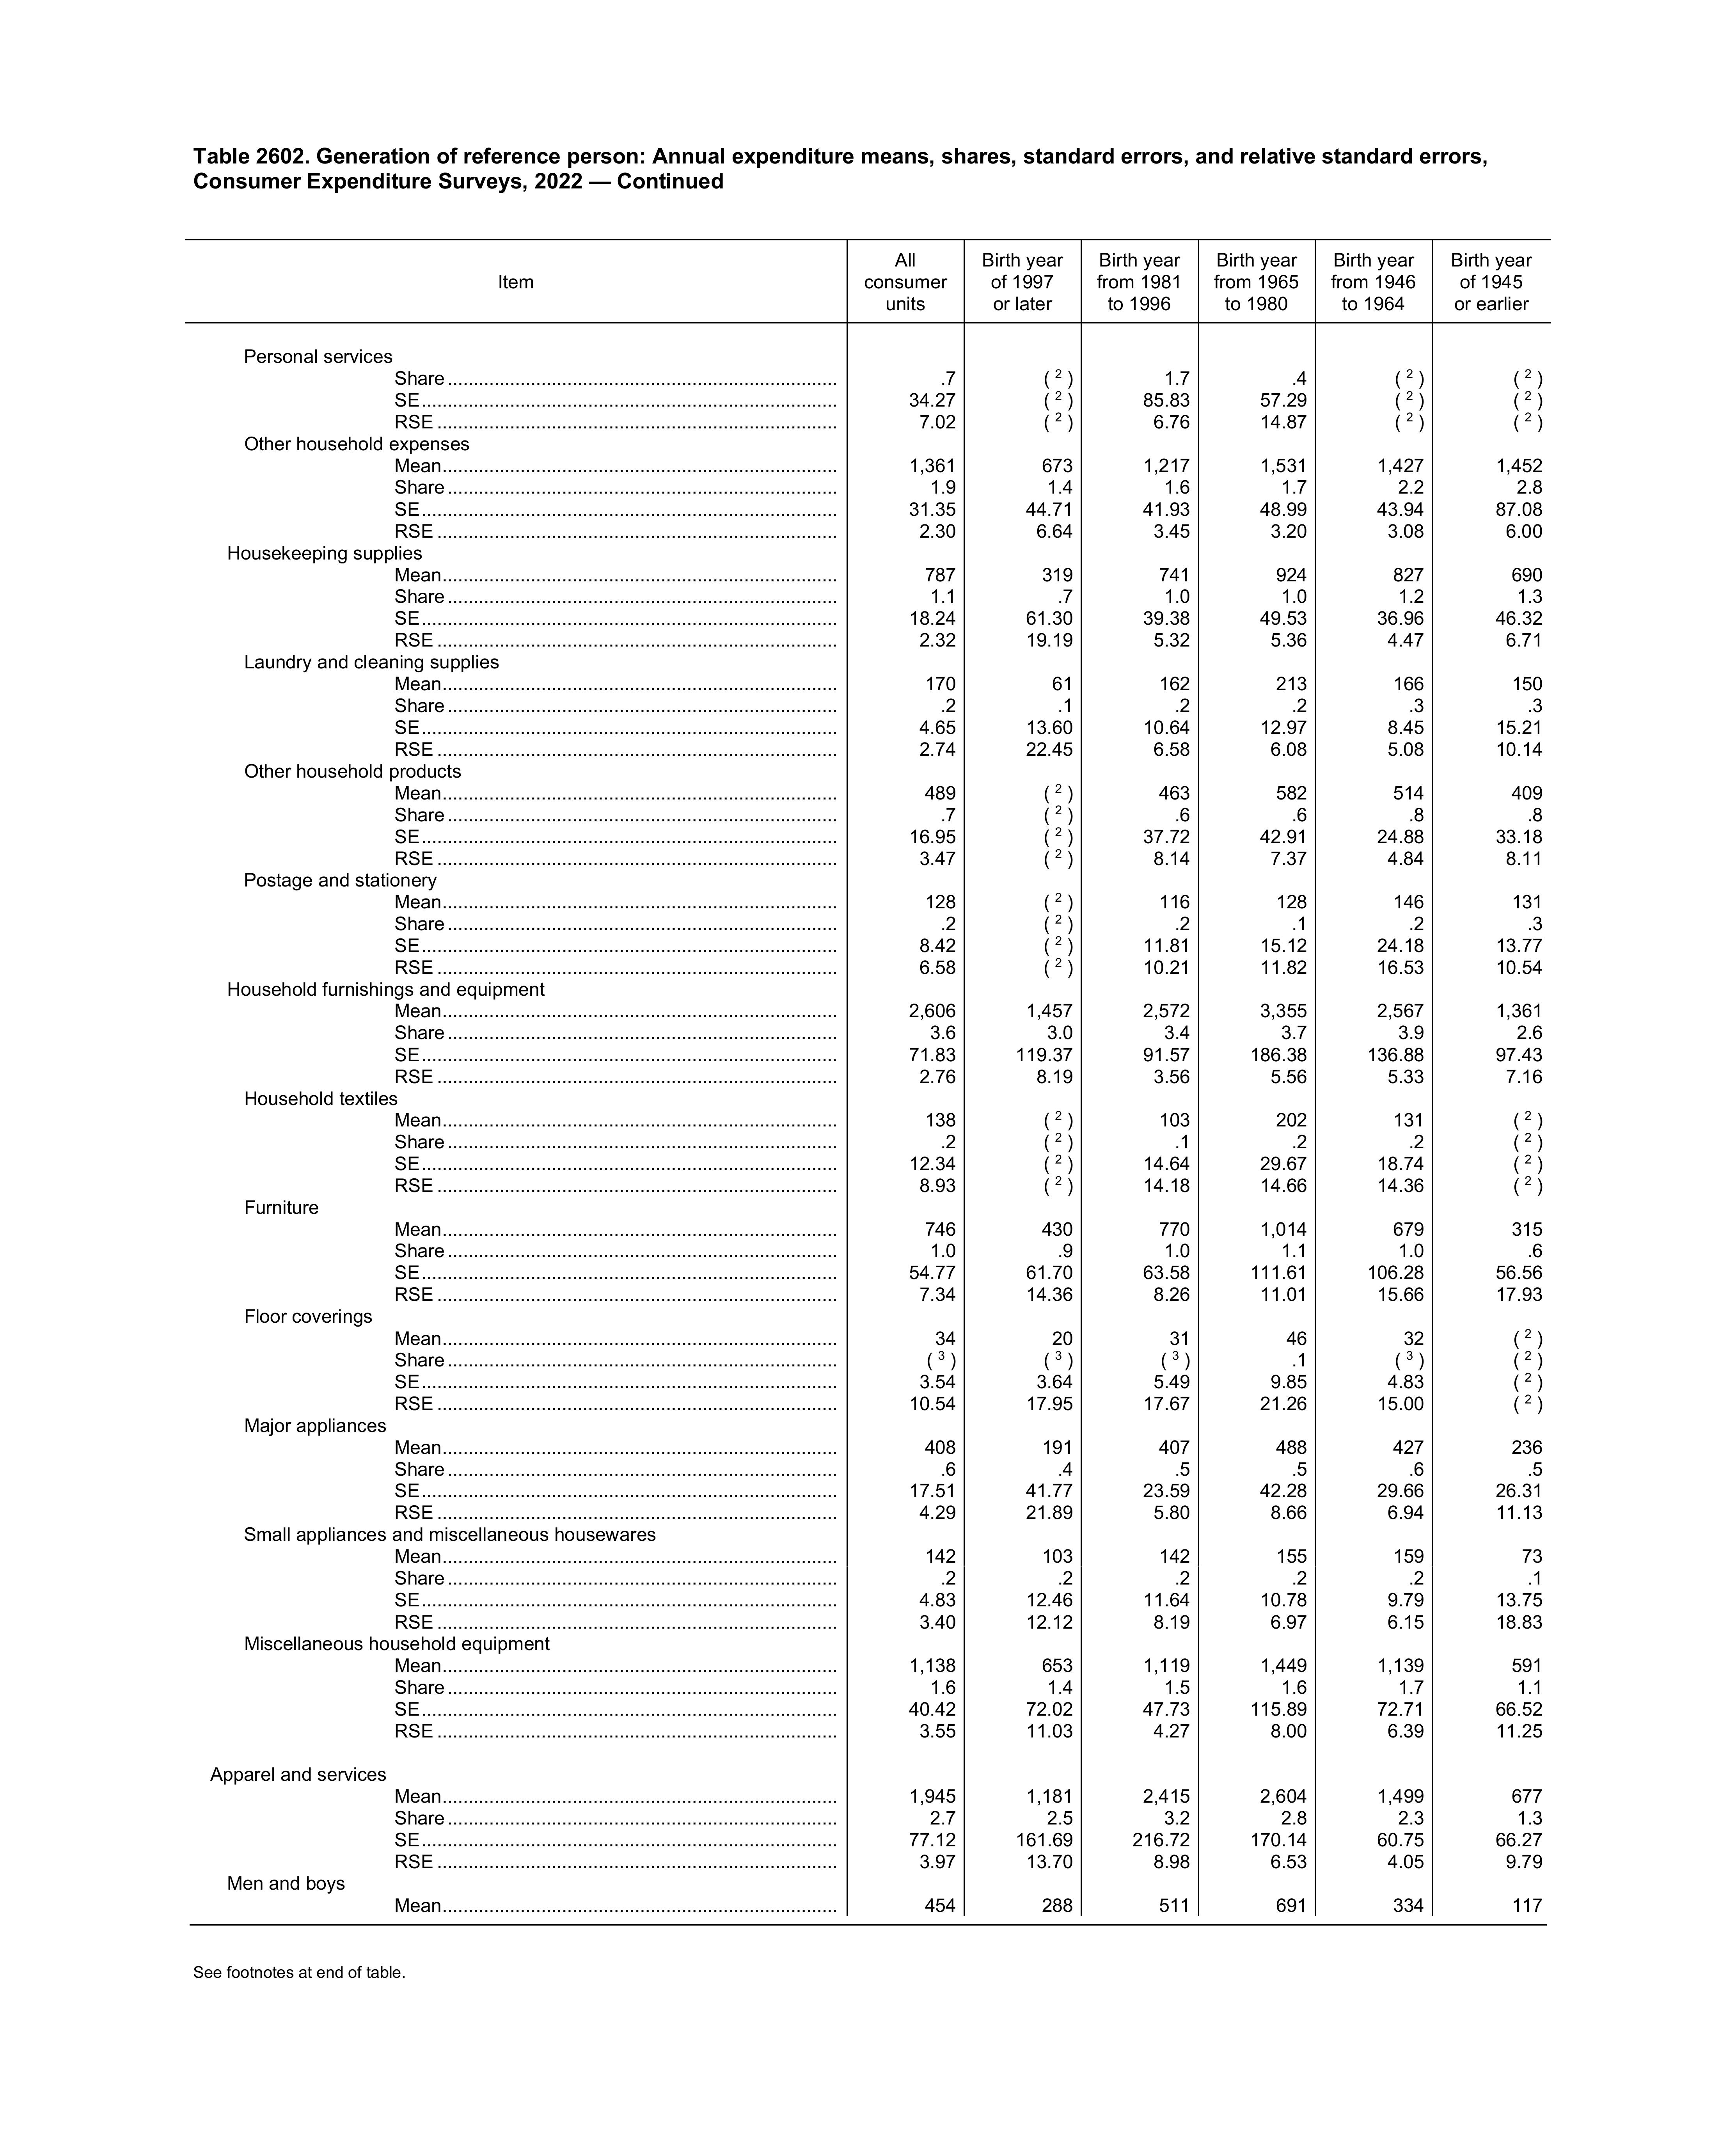 Table 2602. Generation of reference person: Annual expenditure means, shares, standard errors, and relative standard errors,
Consumer Expenditure Surveys, 2022 — Continued
Item
All consumer units
Birth year of 1997 or later
Birth year from 1981 to 1996
Birth year from 1965 to 1980
Birth year from 1946 to 1964
Birth year of 1945 or earlier
Personal services
Share .7 ( 2 ) 1.7 .4 ( 2 ) ( 2 )
SE 34.27 ( 2 ) 85.83 57.29 ( 2 ) ( 2 )
RSE 7.02 ( 2 ) 6.76 14.87 ( 2 ) ( 2 )
Other household expenses
Mean 1,361 673 1,217 1,531 1,427 1,452
Share 1.9 1.4 1.6 1.7 2.2 2.8
SE 31.35 44.71 41.93 48.99 43.94 87.08
RSE 2.30 6.64 3.45 3.20 3.08 6.00
Housekeeping supplies
Mean 787 319 741 924 827 690
Share 1.1 .7 1.0 1.0 1.2 1.3
SE 18.24 61.30 39.38 49.53 36.96 46.32
RSE 2.32 19.19 5.32 5.36 4.47 6.71
Laundry and cleaning supplies
Mean 170 61 162 213 166 150
Share .2 .1 .2 .2 .3 .3
SE 4.65 13.60 10.64 12.97 8.45 15.21
RSE 2.74 22.45 6.58 6.08 5.08 10.14
Other household products
Mean 489 ( 2 ) 463 582 514 409
Share .7 ( 2 ) .6 .6 .8 .8
SE 16.95 ( 2 ) 37.72 42.91 24.88 33.18
RSE 3.47 ( 2 ) 8.14 7.37 4.84 8.11
Postage and stationery
Mean 128 ( 2 ) 116 128 146 131
Share .2 ( 2 ) .2 .1 .2 .3
SE 8.42 ( 2 ) 11.81 15.12 24.18 13.77
RSE 6.58 ( 2 ) 10.21 11.82 16.53 10.54
Household furnishings and equipment
Mean 2,606 1,457 2,572 3,355 2,567 1,361
Share 3.6 3.0 3.4 3.7 3.9 2.6
SE 71.83 119.37 91.57 186.38 136.88 97.43
RSE 2.76 8.19 3.56 5.56 5.33 7.16
Household textiles
Mean 138 ( 2 ) 103 202 131 ( 2 )
Share .2 ( 2 ) .1 .2 .2 ( 2 )
SE 12.34 ( 2 ) 14.64 29.67 18.74 ( 2 )
RSE 8.93 ( 2 ) 14.18 14.66 14.36 ( 2 )
Furniture
Mean 746 430 770 1,014 679 315
Share 1.0 .9 1.0 1.1 1.0 .6
SE 54.77 61.70 63.58 111.61 106.28 56.56
RSE 7.34 14.36 8.26 11.01 15.66 17.93
Floor coverings
Mean 34 20 31 46 32 ( 2 )
Share ( 3 ) ( 3 ) ( 3 ) .1 ( 3 ) ( 2 )
SE 3.54 3.64 5.49 9.85 4.83 ( 2 )
RSE 10.54 17.95 17.67 21.26 15.00 ( 2 )
Major appliances
Mean 408 191 407 488 427 236
Share .6 .4 .5 .5 .6 .5
SE 17.51 41.77 23.59 42.28 29.66 26.31
RSE 4.29 21.89 5.80 8.66 6.94 11.13
Small appliances and miscellaneous housewares
Mean 142 103 142 155 159 73
Share .2 .2 .2 .2 .2 .1
SE 4.83 12.46 11.64 10.78 9.79 13.75
RSE 3.40 12.12 8.19 6.97 6.15 18.83
Miscellaneous household equipment
Mean 1,138 653 1,119 1,449 1,139 591
Share 1.6 1.4 1.5 1.6 1.7 1.1
SE 40.42 72.02 47.73 115.89 72.71 66.52
RSE 3.55 11.03 4.27 8.00 6.39 11.25
Apparel and services
Mean 1,945 1,181 2,415 2,604 1,499 677
Share 2.7 2.5 3.2 2.8 2.3 1.3
SE 77.12 161.69 216.72 170.14 60.75 66.27
RSE 3.97 13.70 8.98 6.53 4.05 9.79
Men and boys
Mean 454 288 511 691 334 117
See footnotes at end of table.